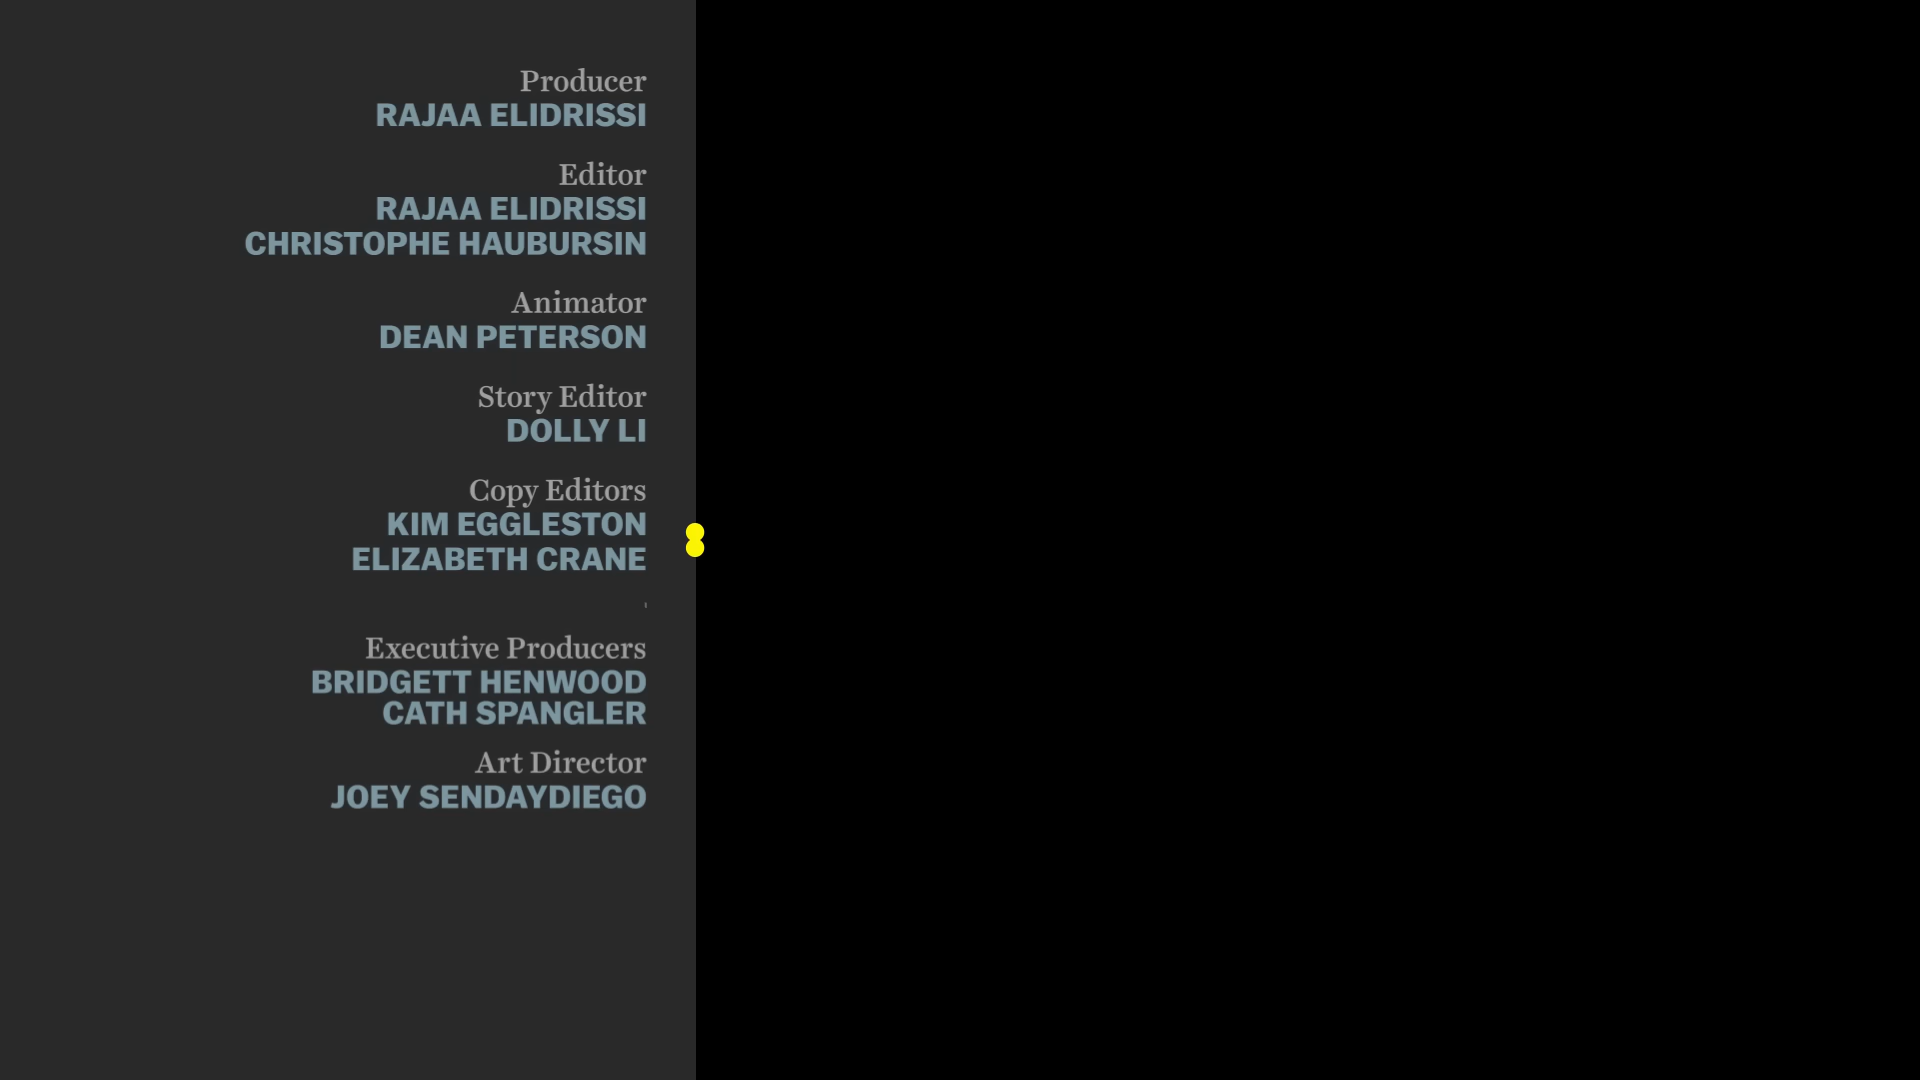 Producer
RAJAA ELIDRISSI
Editor
RAJAA ELIDRISSI
CHRISTOPHE HAUBURSIN
Animator
DEAN PETERSON
Story Editor
DOLLY LI
Copy Editors
KIM EGGLESTON
ELIZABETH CRANE
Executive Producers
BRIDGETT HENWOOD
CATH SPANGLER
Art Director
JOEY SENDAYDIEGO